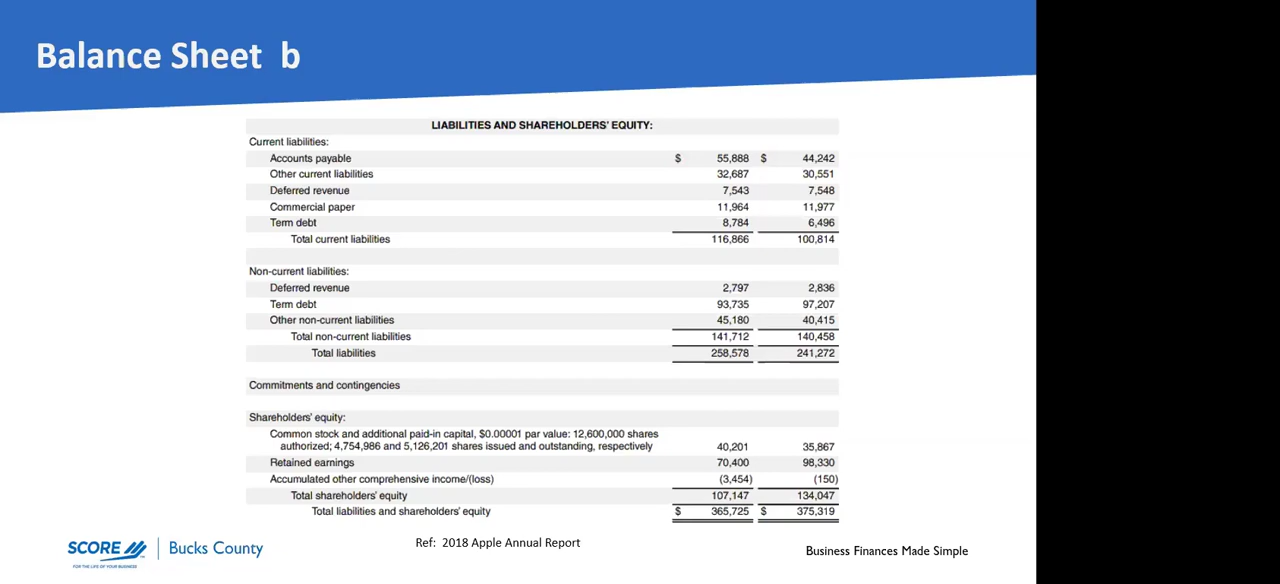 Balance Sheet b
LIABILITIES AND SHAREHOLDERS' EQUITY:
Current liabilities:
Accounts payable $ 55,888 $ 44,242
Other current liabilities 32,687 30,551
Deferred revenue 7,543 7,548
Commercial paper 11,964 11,977
Term debt 8,784 6,496
Total current liabilities 116,866 100,814
Non-current liabilities:
Deferred revenue 2,797 2,836
Term debt 93,735 97,207
Other non-current liabilities 45,180 40,415
Total non-current liabilities 141,712 140,458
Total liabilities 258,578 241,272
Commitments and contingencies
Shareholders' equity:
Common stock and additional paid-in capital, $0.00001 par value: 12,600,000 shares
authorized; 4,754,986 and 5,126,201 shares issued and outstanding, respectively 40,201 35,867
Retained earnings 70,400 98,330
Accumulated other comprehensive income/(loss) (3,454) (150)
Total shareholders' equity 107,147 134,047
Total liabilities and shareholders' equity $ 365,725 $ 375,319
SCORE Bucks County
FOR THE LIFE OF YOUR BUSINESS
Ref: 2018 Apple Annual Report
Business Finances Made Simple